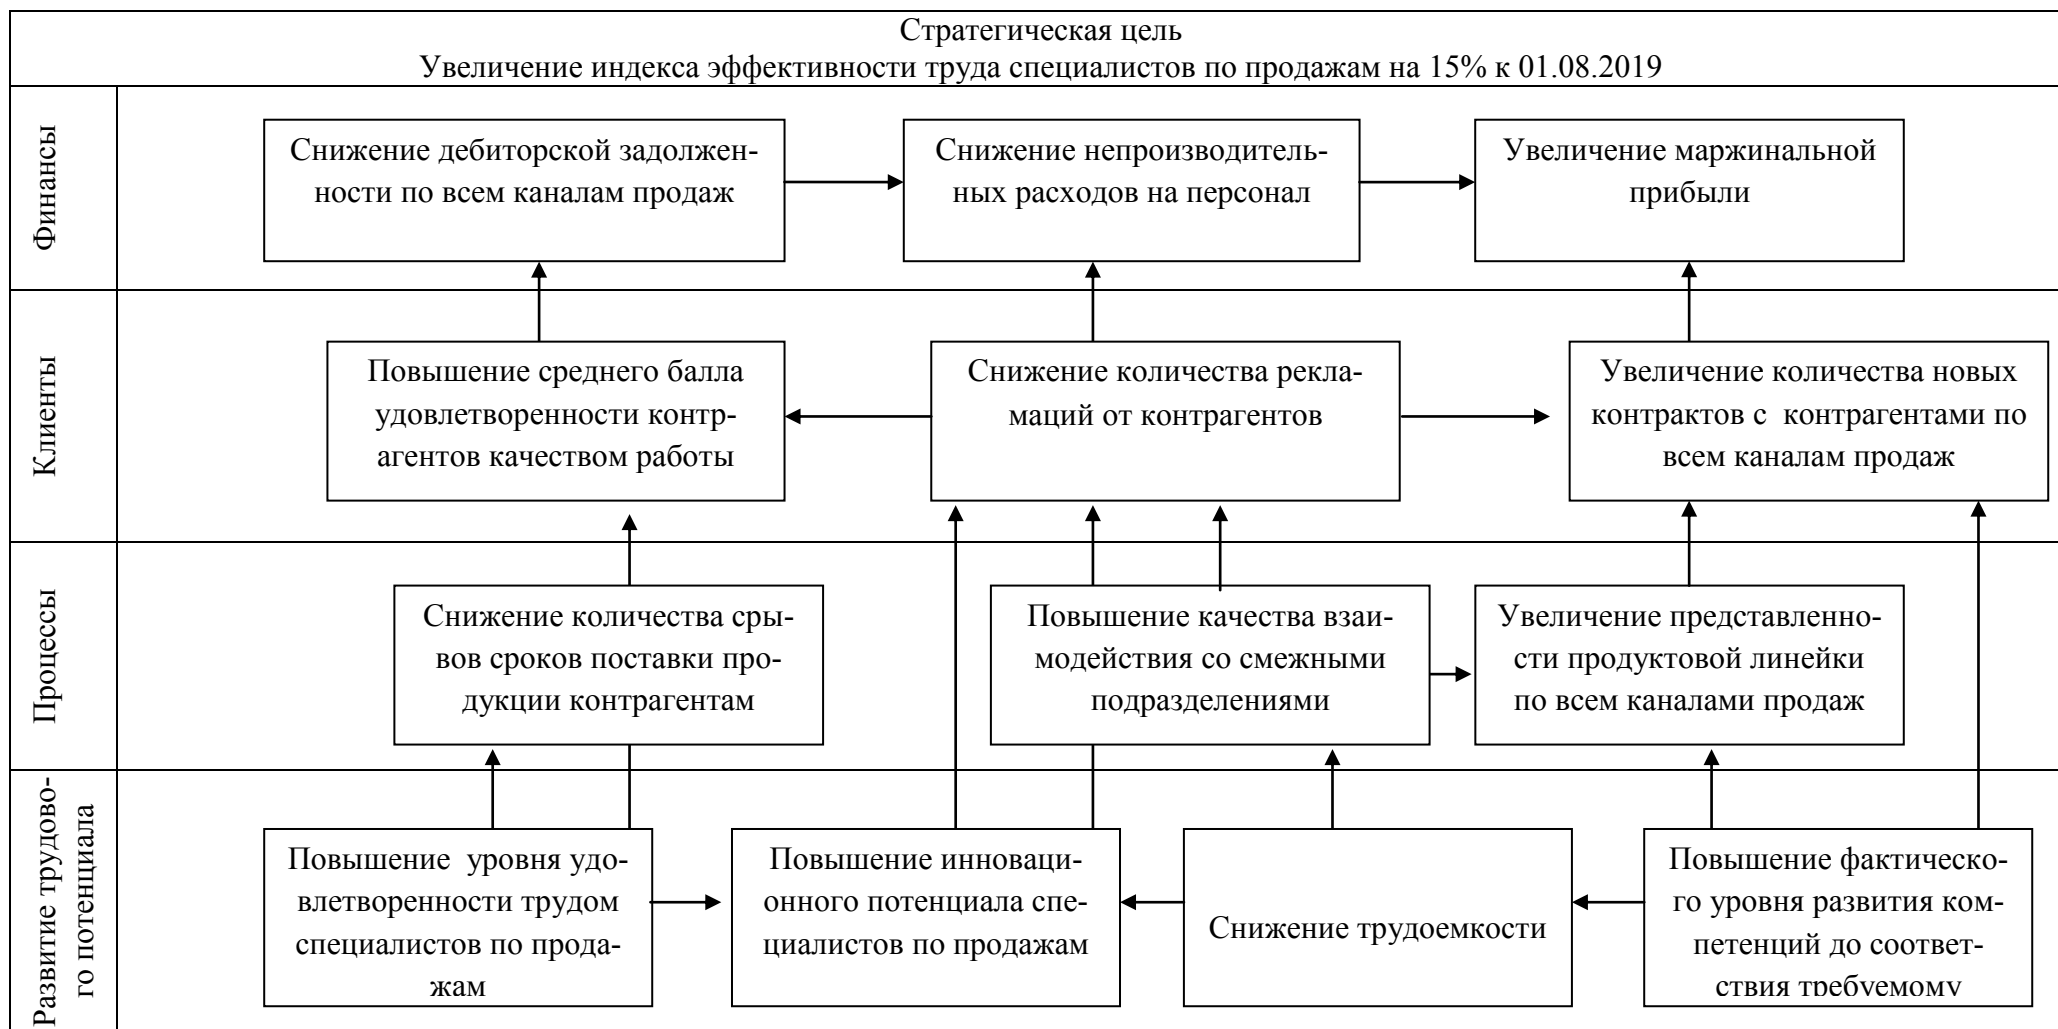 Стратегическая цель
Увеличение индекса эффективности труда специалистов по продажам на 15% к 01.08.2019
Финансы
Снижение дебиторской задолжен-
ности по всем каналам продаж
Снижение непроизводитель-
ных расходов на персонал
Увеличение маржинальной
прибыли
Клиенты
Повышение среднего балла
удовлетворенности контр-
агентов качеством работы
Снижение количества рекла-
маций от контрагентов
Увеличение количества новых
контрактов с контрагентами по
всем каналам продаж
Процессы
Снижение количества сры-
вов сроков поставки про-
дукции контрагентам
Повышение качества взаи-
модействия со смежными
подразделениями
Увеличение представленно-
сти продуктовой линейки
по всем каналами продаж
Развитие трудово-
го потенциала
Повышение уровня удо-
влетворенности трудом
специалистов по прода-
жам
Повышение инноваци-
онного потенциала спе-
циалистов по продажам
Снижение трудоемкости
Повышение фактическо-
го уровня развития ком-
петенций до соответ-
ствия требуемому